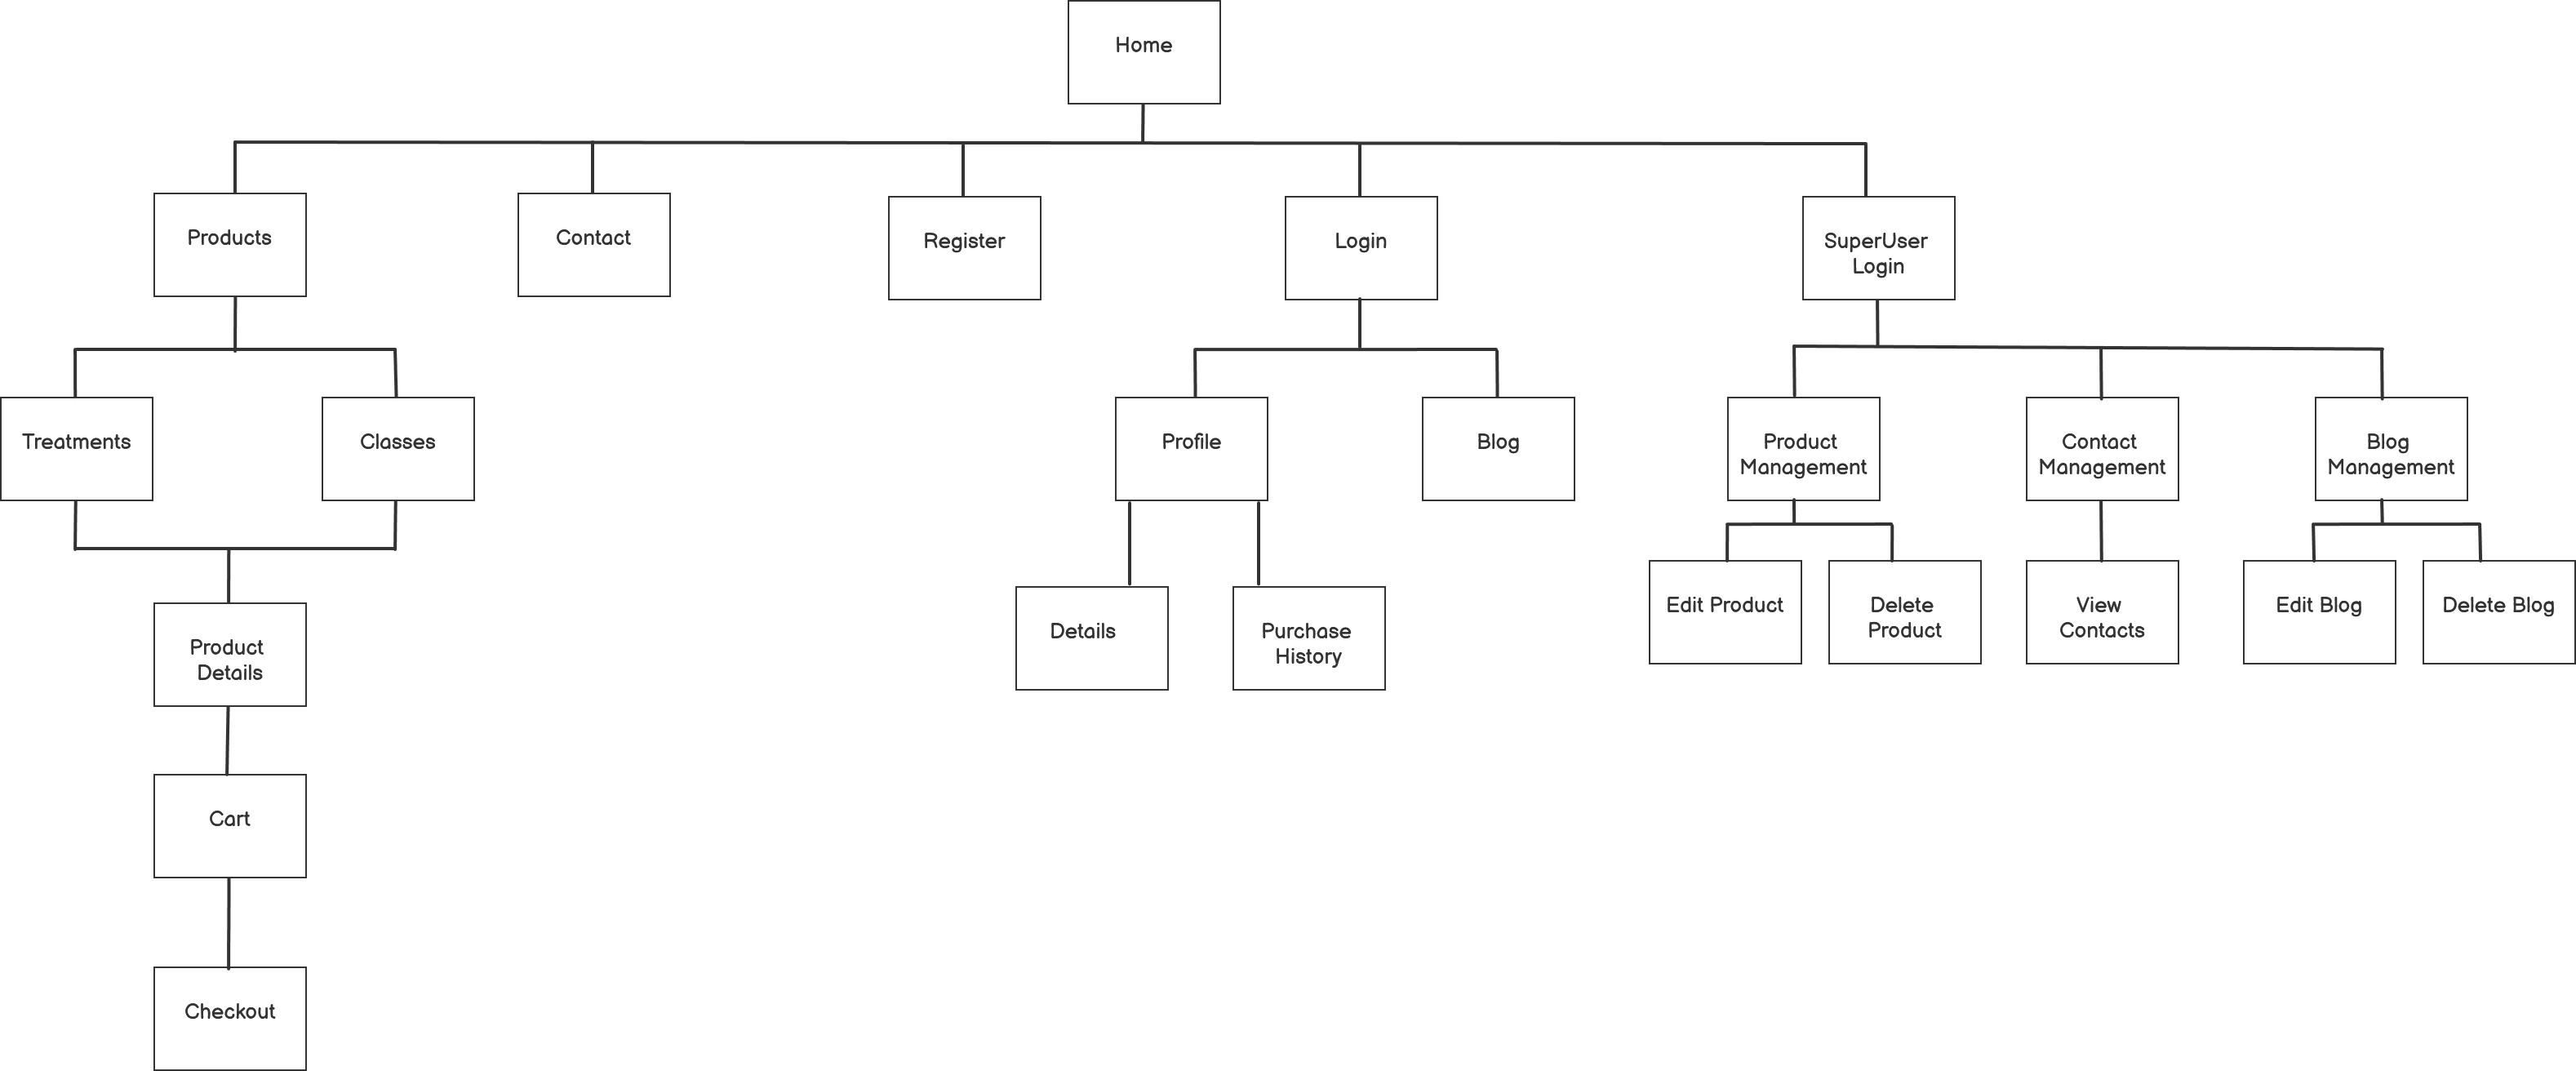 Home
Products
Contact
Register
Login
SuperUser
Login
Treatments
Classes
Profile
Blog
Product
Management
Contact
Management
Blog
Management
Product
Details
Details
Purchase
History
Edit Product
Delete
Product
View
Contacts
Edit Blog
Delete Blog
Cart
Checkout